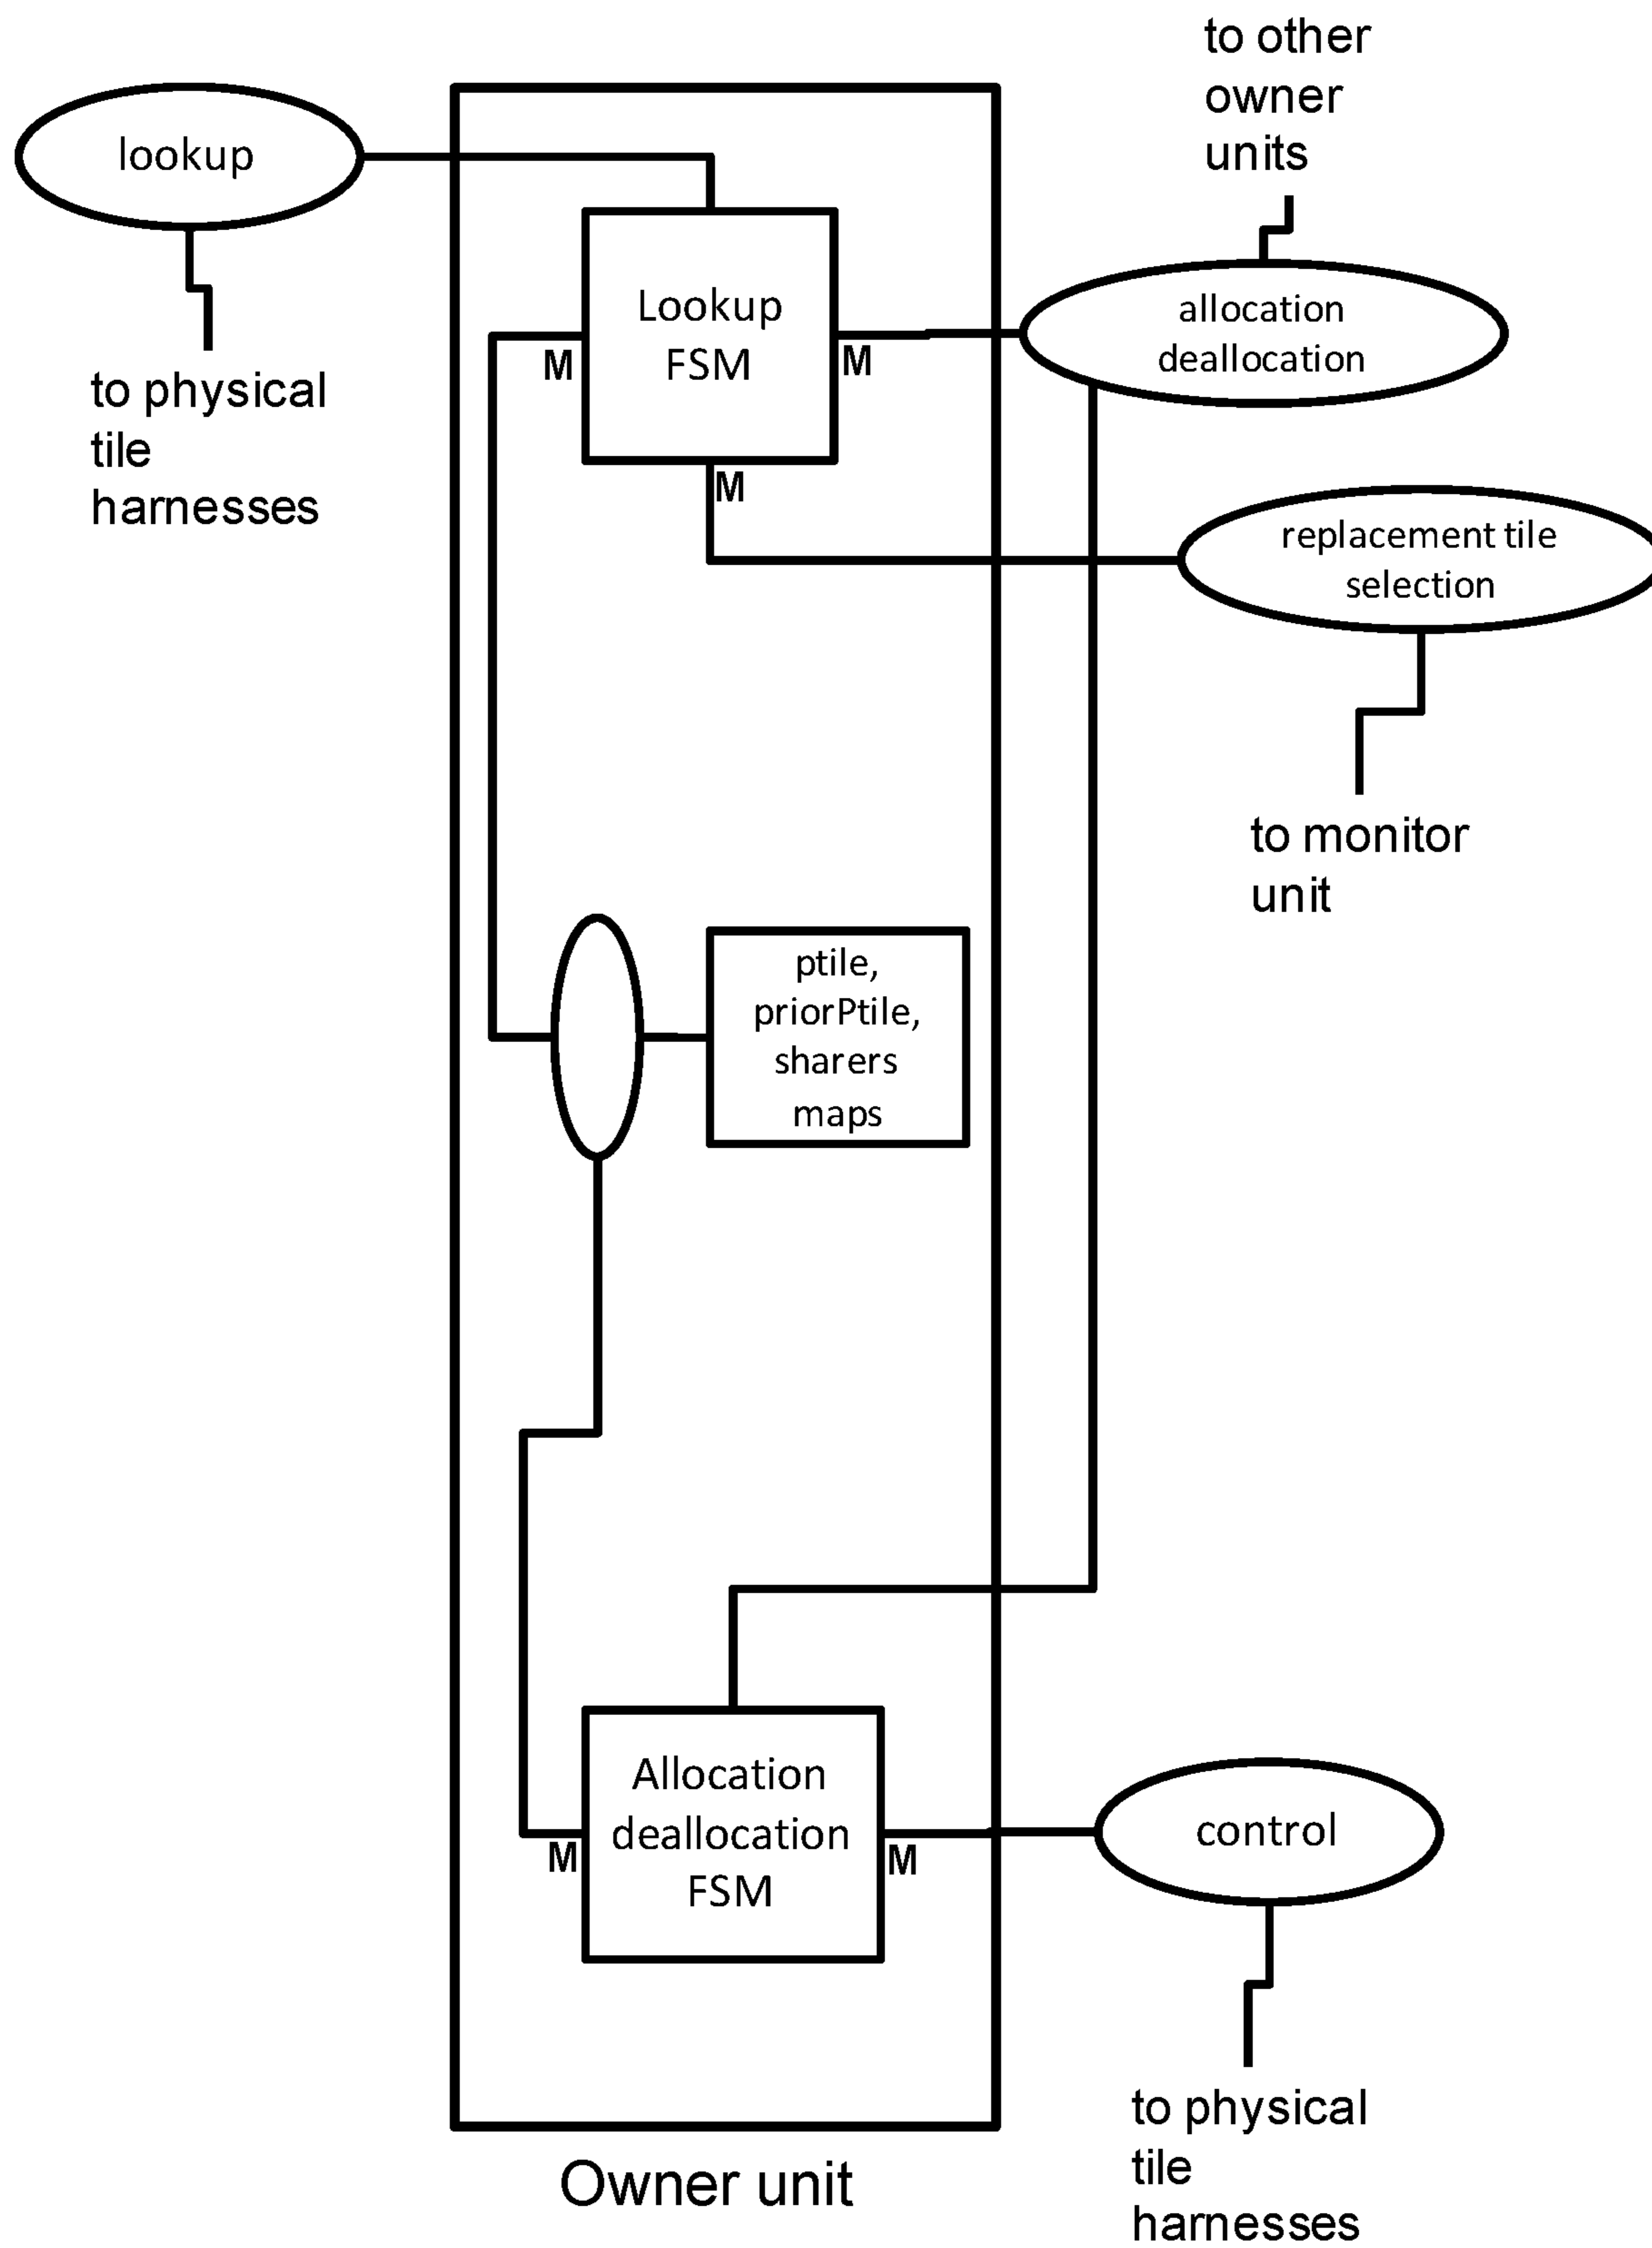 to other
owner
units
lookup
Lookup
FSM
M
M
M
allocation
deallocation
to physical
tile
harnesses
replacement tile
selection
to monitor
unit
ptile,
priorPtile,
sharers
maps
Allocation
deallocation
FSM
M
M
control
to physical
tile
harnesses
Owner unit